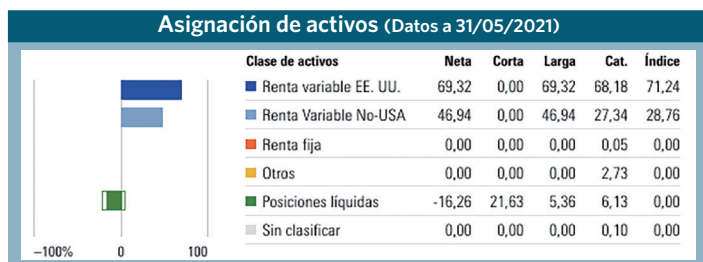 Asignación de activos (Datos a 31/05/2021)
Clase de activos Neta Corta Larga Cat. Índice
Renta variable EE. UU. 69,32 0,00 69,32 68,18 71,24
Renta Variable No-USA 46,94 0,00 46,94 27,34 28,76
Renta fija 0,00 0,00 0,00 0,05 0,00
Otros 0,00 0,00 0,00 2,73 0,00
Posiciones líquidas -16,26 21,63 5,36 6,13 0,00
Sin clasificar 0,00 0,00 0,00 0,10 0,00
−100% 0 100